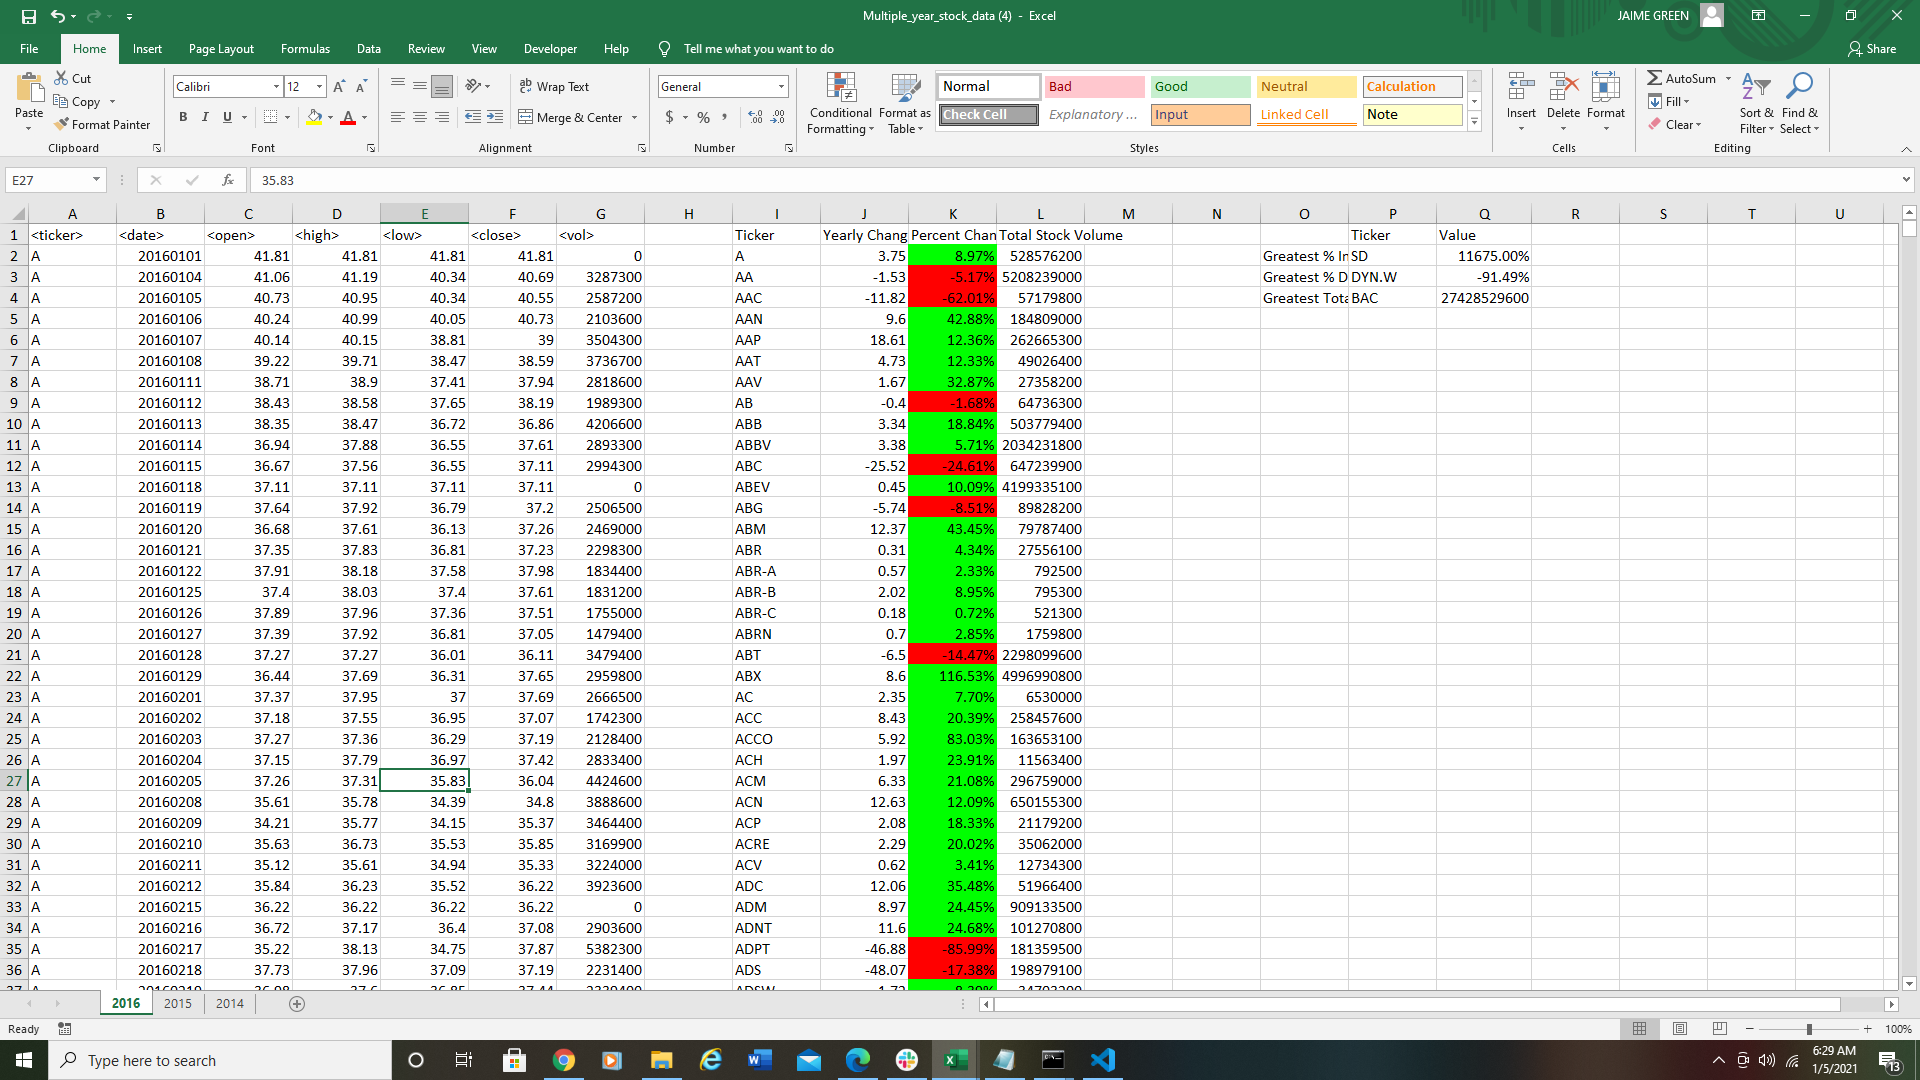 Multiple_year_stock_data (4) - Excel
JAIME GREEN
File Home Insert Page Layout Formulas Data Review View Developer Help Tell me what you want to do Share
Paste
Cut
Copy
Format Painter
Clipboard
Calibri 12
B I U A
Font
Wrap Text
Merge & Center
Alignment
General
$ % ,
Number
Conditional Formatting
Format as Table
Normal Bad Good Neutral Calculation
Check Cell Explanatory ... Input Linked Cell Note
Styles
Insert Delete Format
Cells
AutoSum
Fill
Clear
Sort & Filter
Find & Select
Editing
E27 fx 35.83
A B C D E F G H I J K L M N O P Q R S T U
1 <ticker> <date> <open> <high> <low> <close> <vol> Ticker Yearly Chang Percent Chan Total Stock Volume Ticker Value
2 A 20160101 41.81 41.81 41.81 41.81 0 A 3.75 8.97% 528576200 Greatest % In SD 11675.00%
3 A 20160104 41.06 41.19 40.34 40.69 3287300 AA -1.53 -5.17% 5208239000 Greatest % D DYN.W -91.49%
4 A 20160105 40.73 40.95 40.34 40.55 2587200 AAC -11.82 -62.01% 57179800 Greatest Tota BAC 27428529600
5 A 20160106 40.24 40.99 40.05 40.73 2103600 AAN 9.6 42.88% 184809000
6 A 20160107 40.14 40.15 38.81 39 3504300 AAP 18.61 12.36% 262665300
7 A 20160108 39.22 39.71 38.47 38.59 3736700 AAT 4.73 12.33% 49026400
8 A 20160111 38.71 38.9 37.41 37.94 2818600 AAV 1.67 32.87% 27358200
9 A 20160112 38.43 38.58 37.65 38.19 1989300 AB -0.4 -1.68% 64736300
10 A 20160113 38.35 38.47 36.72 36.86 4206600 ABB 3.34 18.84% 503779400
11 A 20160114 36.94 37.88 36.55 37.61 2893300 ABBV 3.38 5.71% 2034231800
12 A 20160115 36.67 37.56 36.55 37.11 2994300 ABC -25.52 -24.61% 647239900
13 A 20160118 37.11 37.11 37.11 37.11 0 ABEV 0.45 10.09% 4199335100
14 A 20160119 37.64 37.92 36.79 37.2 2506500 ABG -5.74 -8.51% 89828200
15 A 20160120 36.68 37.61 36.13 37.26 2469000 ABM 12.37 43.45% 79787400
16 A 20160121 37.35 37.83 36.81 37.23 2298300 ABR 0.31 4.34% 27556100
17 A 20160122 37.91 38.18 37.58 37.98 1834400 ABR-A 0.57 2.33% 792500
18 A 20160125 37.4 38.03 37.4 37.61 1831200 ABR-B 2.02 8.95% 795300
19 A 20160126 37.89 37.96 37.36 37.51 1755000 ABR-C 0.18 0.72% 521300
20 A 20160127 37.39 37.92 36.81 37.05 1479400 ABRN 0.7 2.85% 1759800
21 A 20160128 37.27 37.27 36.01 36.11 3479400 ABT -6.5 -14.47% 2298099600
22 A 20160129 36.44 37.69 36.31 37.65 2959800 ABX 8.6 116.53% 4996990800
23 A 20160201 37.37 37.95 37 37.69 2666500 AC 2.35 7.70% 6530000
24 A 20160202 37.18 37.55 36.95 37.07 1742300 ACC 8.43 20.39% 258457600
25 A 20160203 37.27 37.36 36.29 37.19 2128400 ACCO 5.92 83.03% 163653100
26 A 20160204 37.15 37.79 36.97 37.42 2833400 ACH 1.97 23.91% 11563400
27 A 20160205 37.26 37.31 35.83 36.04 4424600 ACM 6.33 21.08% 296759000
28 A 20160208 35.61 35.78 34.39 34.8 3888600 ACN 12.63 12.09% 650155300
29 A 20160209 34.21 35.77 34.15 35.37 3464400 ACP 2.08 18.33% 21179200
30 A 20160210 35.63 36.73 35.53 35.85 3169900 ACRE 2.29 20.02% 35062000
31 A 20160211 35.12 35.61 34.94 35.33 3224000 ACV 0.62 3.41% 12734300
32 A 20160212 35.84 36.23 35.52 36.22 3923600 ADC 12.06 35.48% 51966400
33 A 20160215 36.22 36.22 36.22 36.22 0 ADM 8.97 24.45% 909133500
34 A 20160216 36.72 37.17 36.4 37.08 2903600 ADNT 11.6 24.68% 101270800
35 A 20160217 35.22 38.13 34.75 37.87 5382300 ADPT -46.88 -85.99% 181359500
36 A 20160218 37.73 37.96 37.09 37.19 2231400 ADS -48.07 -17.38% 198979100
2016 2015 2014
Ready 100%
Type here to search
6:29 AM
1/5/2021
13